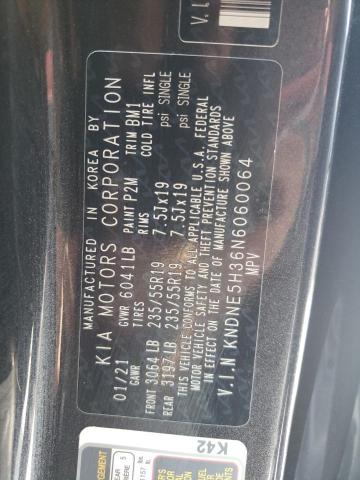 MANUFACTURED IN KOREA BY
KIA MOTORS CORPORATION
01/21 GVWR 6041LB PAINT P2M TRIM BM1
GAWR TIRES RIMS COLD TIRE INFL
FRONT 3064LB 235/55R19 7.5Jx19 psi SINGLE
REAR 3197LB 235/55R19 7.5Jx19 psi SINGLE
THIS VEHICLE CONFORMS TO ALL APPLICABLE U.S.A. FEDERAL
MOTOR VEHICLE SAFETY AND THEFT PREVENTION STANDARDS
IN EFFECT ON THE DATE OF MANUFACTURE SHOWN ABOVE
V.I.N KNDNE5H36N6060064
MPV
K42
V.I